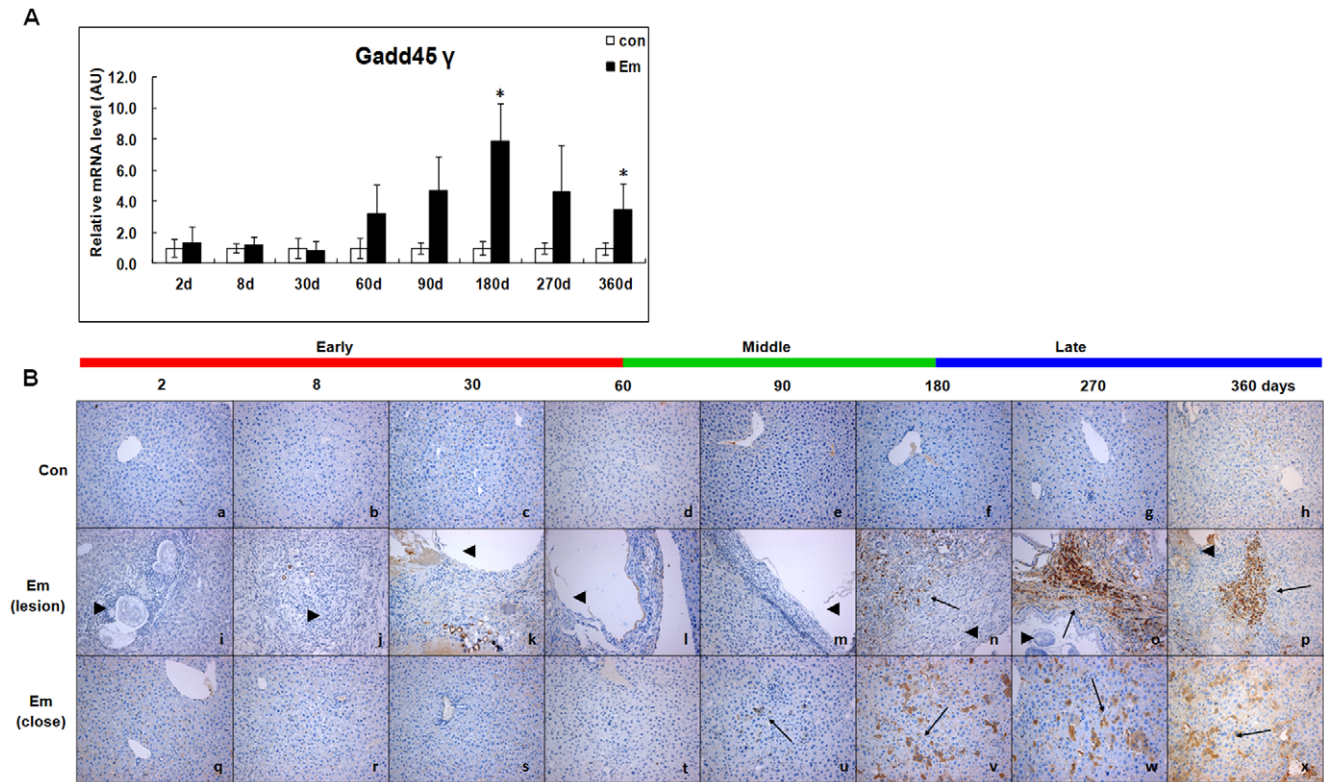 A
Gadd45 γ
con
Em
Relative mRNA level (AU)
12.0
10.0
8.0
6.0
4.0
2.0
0.0
*
*
2d 8d 30d 60d 90d 180d 270d 360d
Early Middle Late
B
2 8 30 60 90 180 270 360 days
Con
a b c d e f g h
Em
(lesion)
i j k l m n o p
Em
(close)
q r s t u v w x